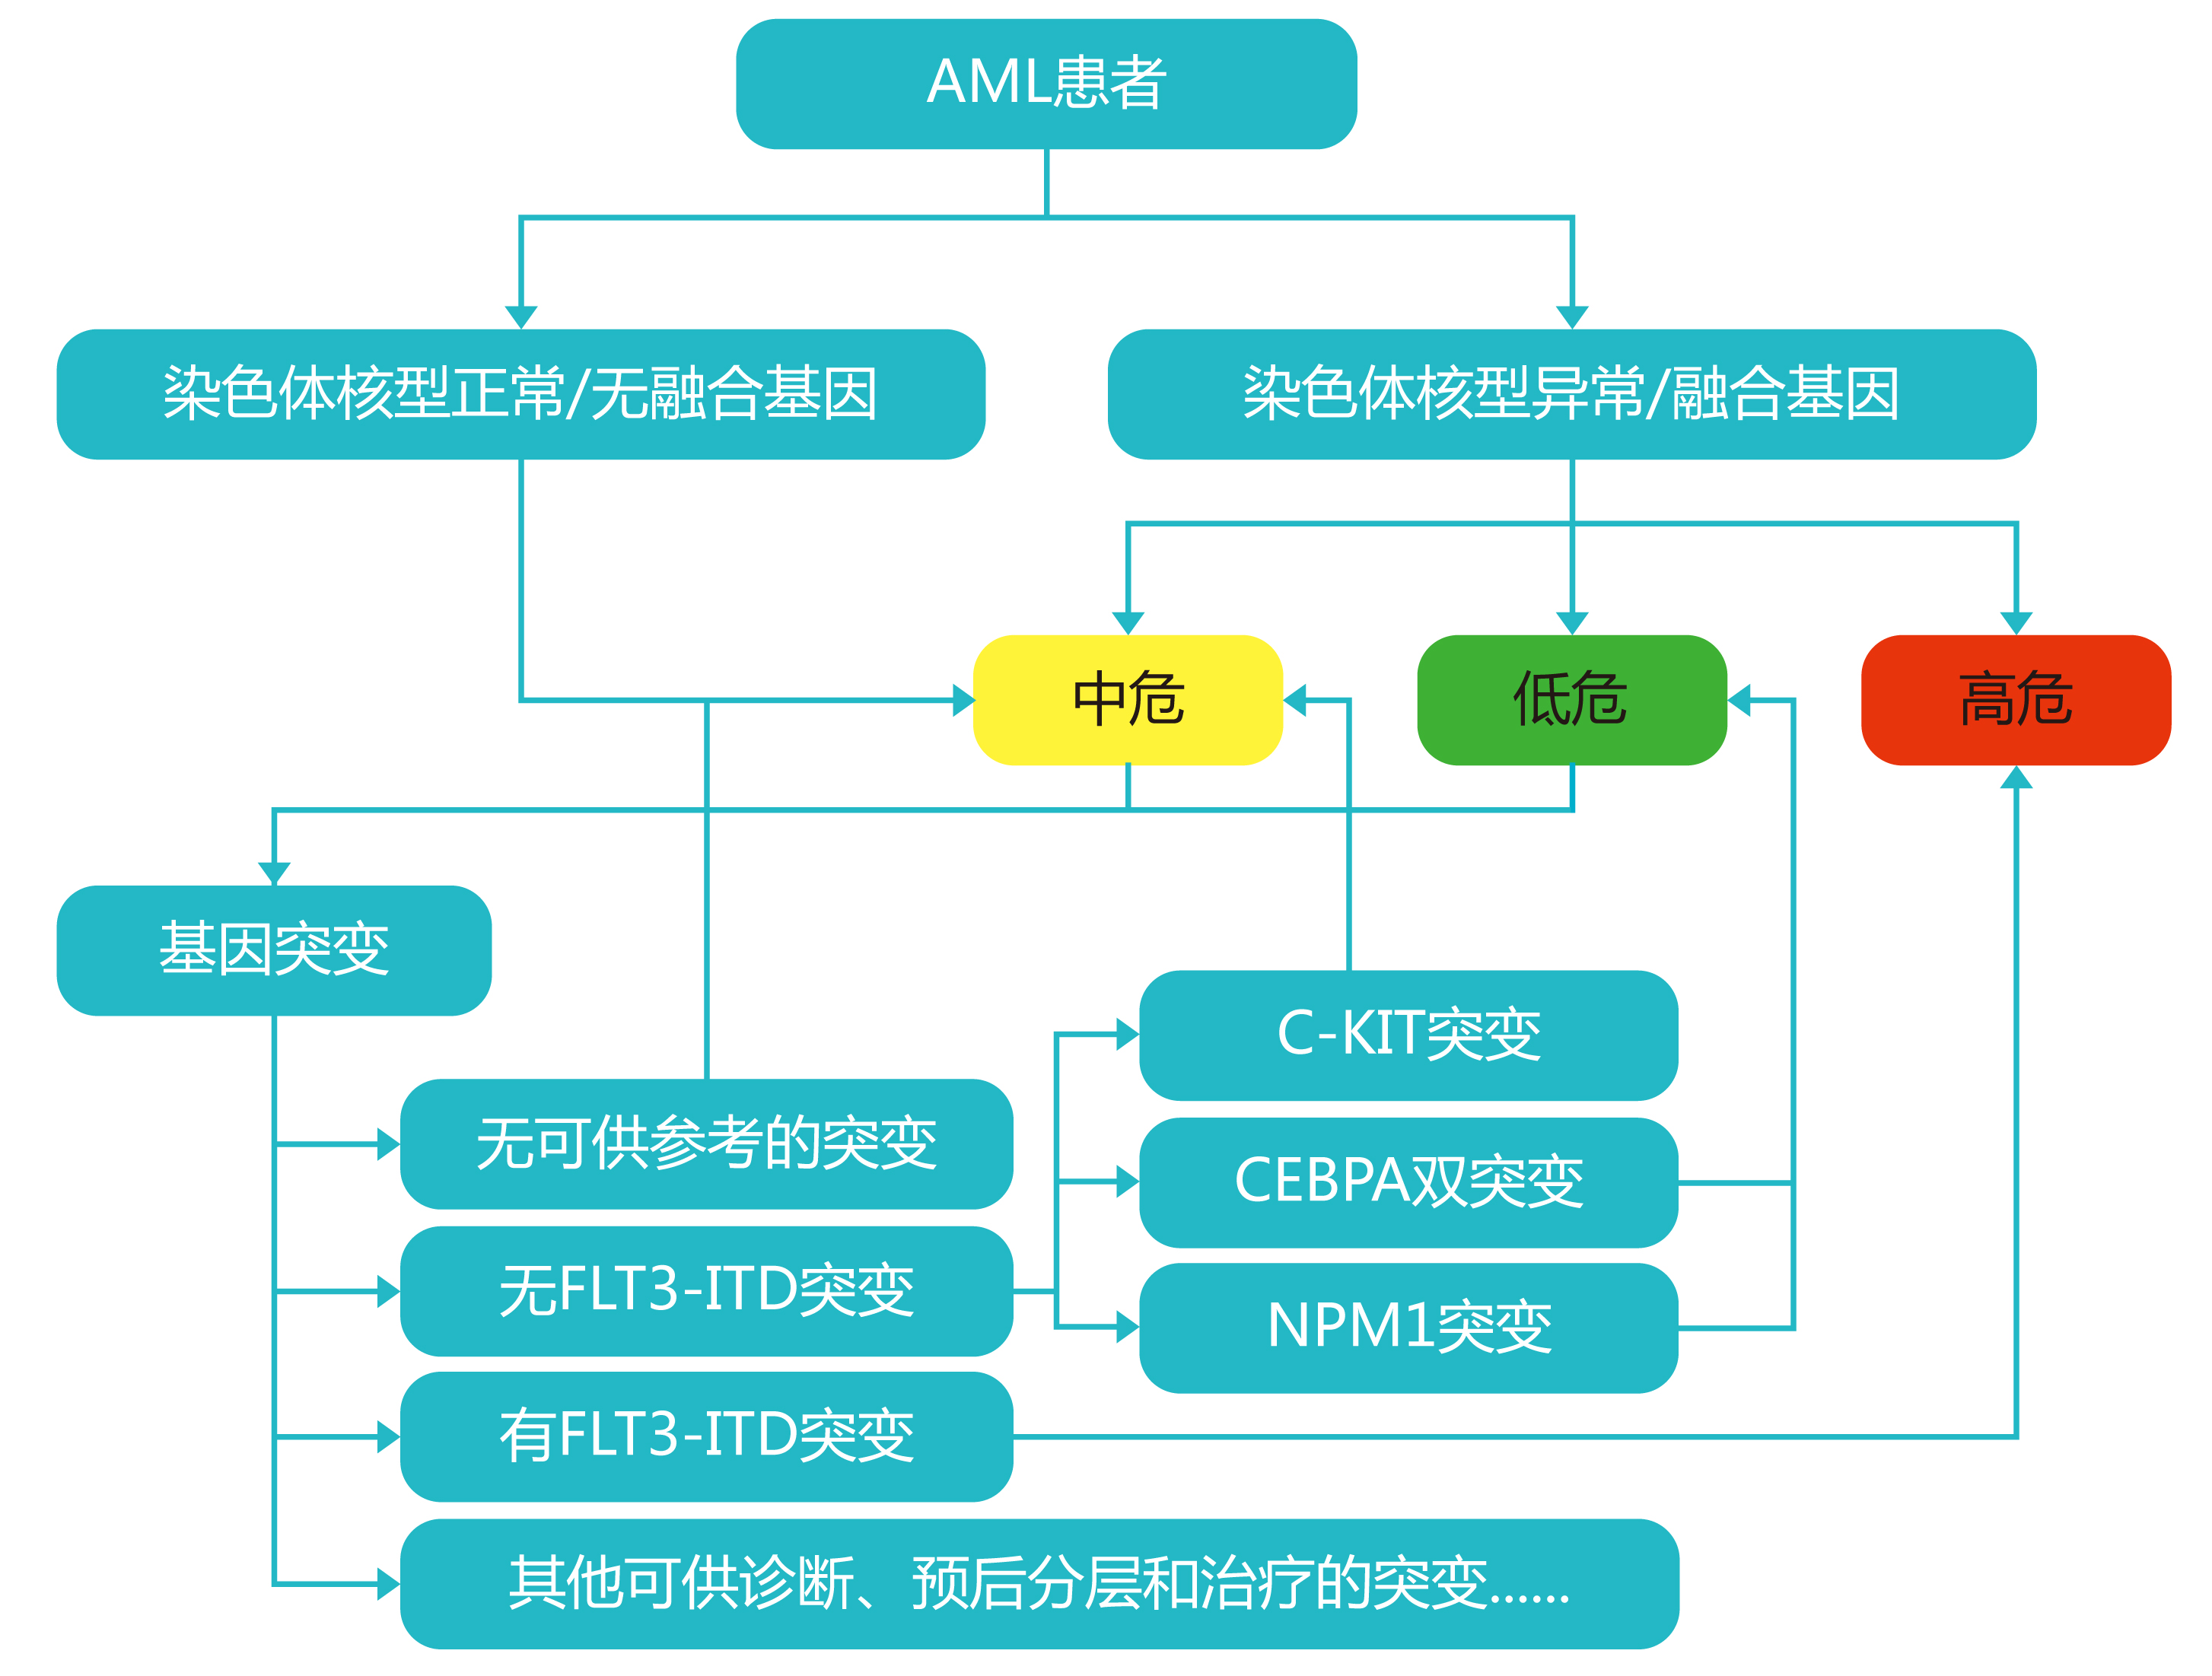 AML患者
染色体核型正常/无融合基因
染色体核型异常/融合基因
中危
低危
高危
基因突变
无可供参考的突变
无FLT3-ITD突变
有FLT3-ITD突变
C-KIT突变
CEBPA双突变
NPM1突变
其他可供诊断、预后分层和治疗的突变……